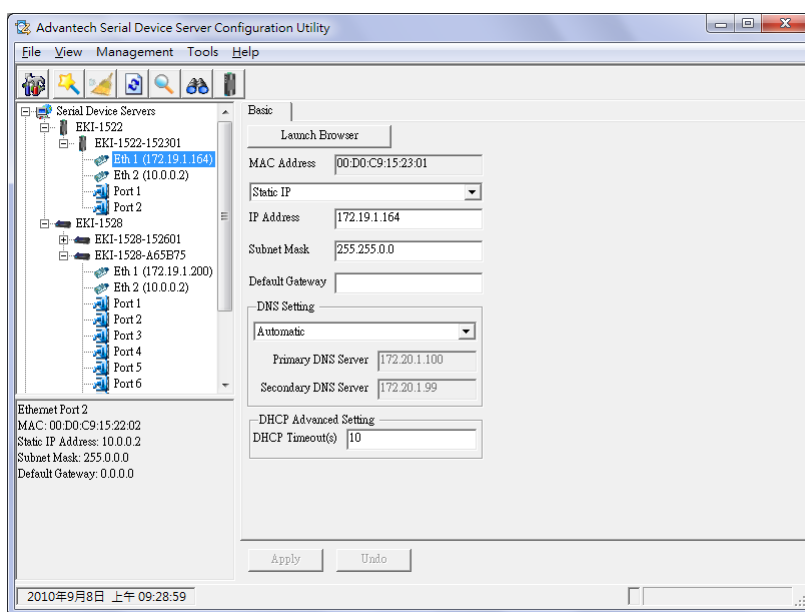 Advantech Serial Device Server Configuration Utility
File View Management Tools Help
Serial Device Servers
EKI-1522
EKI-1522-152301
Eth 1 (172.19.1.164)
Eth 2 (10.0.0.2)
Port 1
Port 2
EKI-1528
EKI-1528-152601
EKI-1528-A65B75
Eth 1 (172.19.1.200)
Eth 2 (10.0.0.2)
Port 1
Port 2
Port 3
Port 4
Port 5
Port 6
Ethernet Port 2
MAC: 00:D0:C9:15:22:02
Static IP Address: 10.0.0.2
Subnet Mask: 255.0.0.0
Default Gateway: 0.0.0.0
Basic
Launch Browser
MAC Address 00:D0:C9:15:23:01
Static IP
IP Address 172.19.1.164
Subnet Mask 255.255.0.0
Default Gateway
DNS Setting
Automatic
Primary DNS Server 172.20.1.100
Secondary DNS Server 172.20.1.99
DHCP Advanced Setting
DHCP Timeout(s) 10
Apply Undo
2010年9月8日 上午 09:28:59